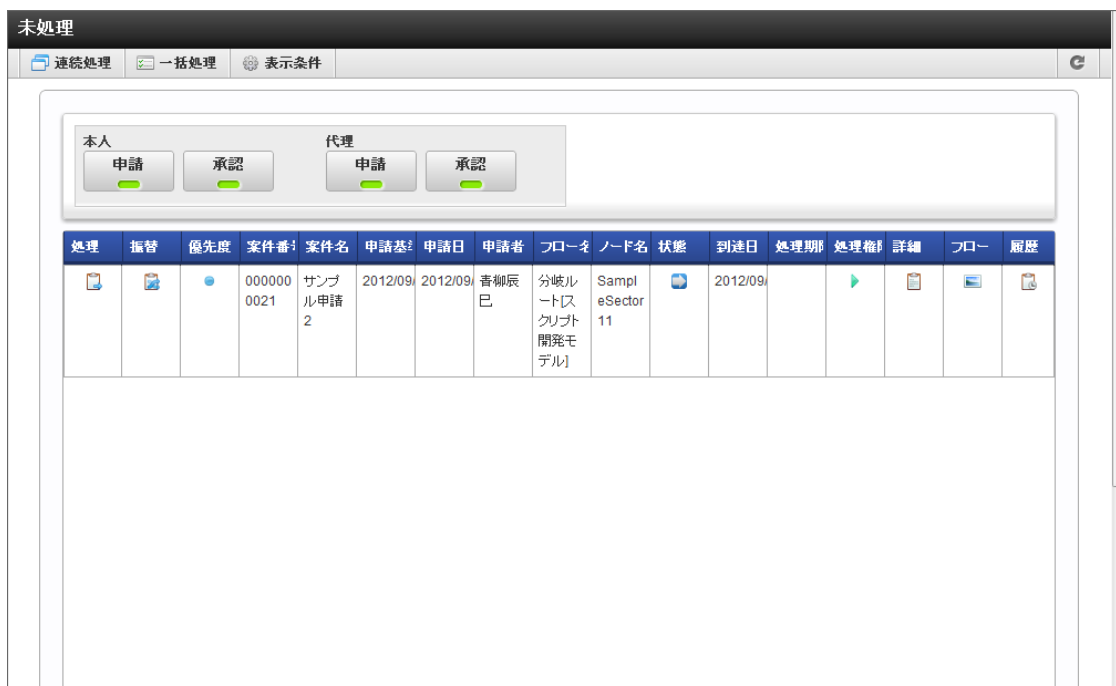 未処理
連続処理 一括処理 表示条件
本人 代理
申請 承認 申請 承認
処理 振替 優先度 案件番 案件名 申請基 申請日 申請者 フロー名 ノード名 状態 到達日 処理期 処理権 詳細 フロー 履歴
000000 サンプ 2012/09/ 2012/09/ 青柳辰 分岐ル Sampl 2012/09/
0021 ル申請 巳 ート[ス eSector
2 クリプト 11
開発モ
デル]